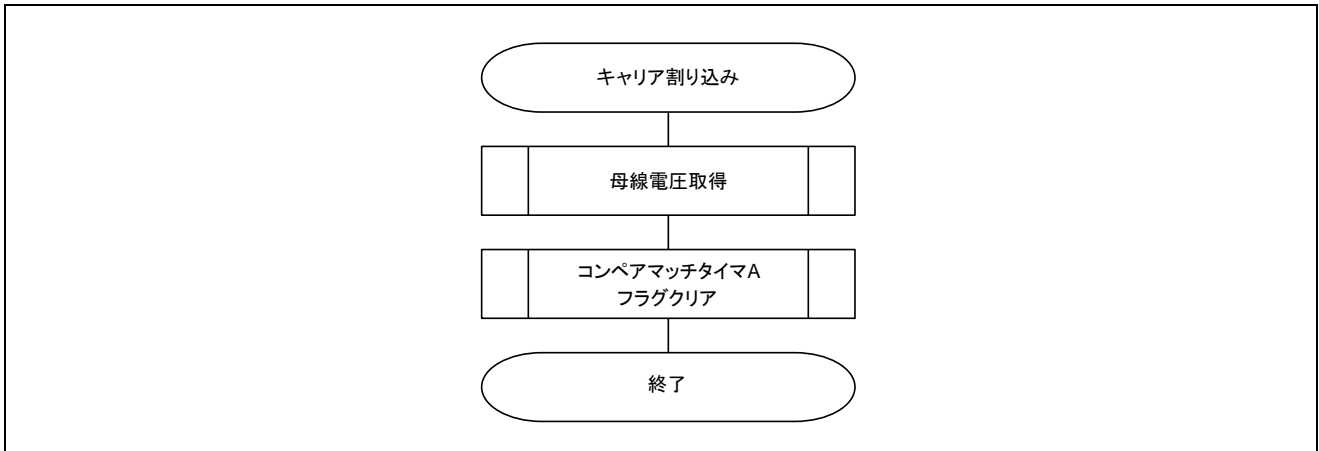 キャリア割り込み
母線電圧取得
コンペアマッチタイマA
フラグクリア
終了